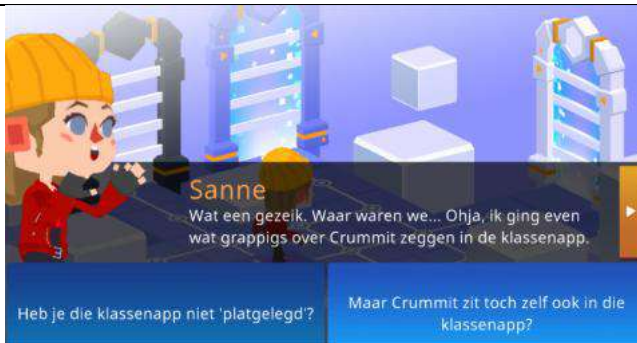 Sanne
Wat een gezeik. Waar waren we... Ohja, ik ging even
wat grappigs over Crummit zeggen in de klassenapp.
Heb je die klassenapp niet 'platgelegd'?
Maar Crummit zit toch zelf ook in die
klassenapp?